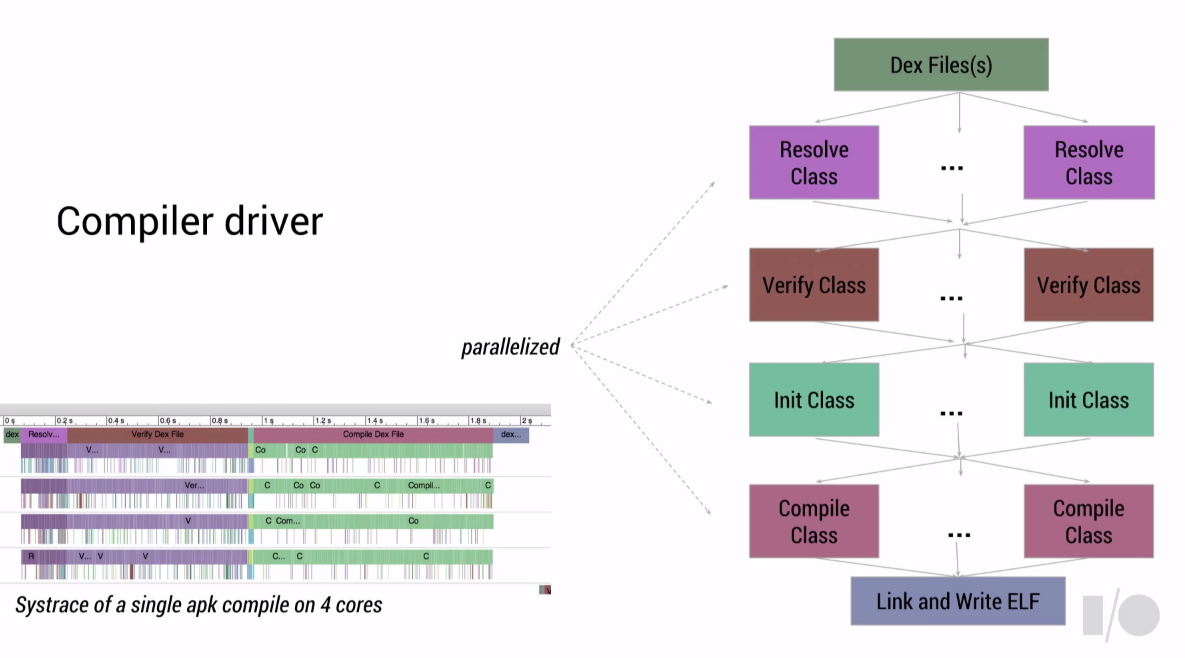 Dex Files(s)
Resolve
Class
...
Resolve
Class
Compiler driver
Verify Class
...
Verify Class
parallelized
Init Class
...
Init Class
0 s 0.2 s 0.4 s 0.6 s 0.8 s 1 s 1.2 s 1.4 s 1.6 s 1.8 s 2 s
dex Resolv... Verify Dex File Compile Dex File dex...
V... V... Co Co C
Ver... C Co Co C Compil... C
V C Com... Co
R V... V V C... C C
Compile
Class
...
Compile
Class
Systrace of a single apk compile on 4 cores
Link and Write ELF
I/O